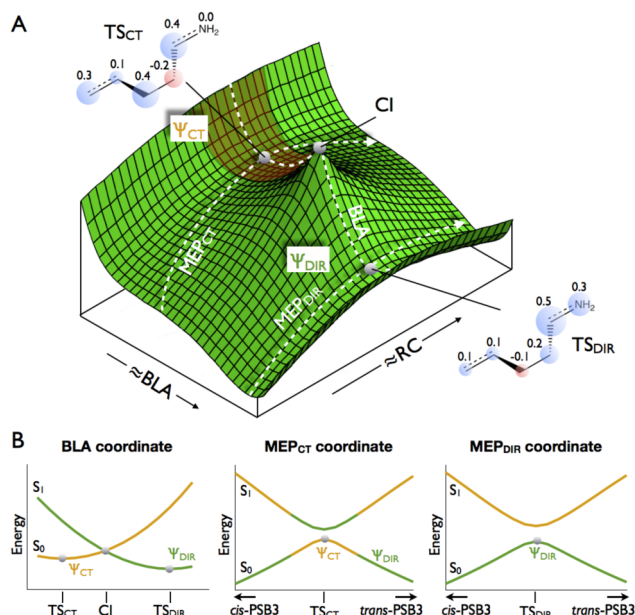 A
TS_CT
0.4
0.0
NH₂
0.1
-0.2
0.3
0.4
CI
Ψ_CT
MEP_CT
BLA
Ψ_DIR
MEP_DIR
0.3
0.5
NH₂
TS_DIR
0.2
0.1
0.1
-0.1
≈BLA
≈RC
B
BLA coordinate
MEP_CT coordinate
MEP_DIR coordinate
Energy
S₁
S₀
Ψ_CT
Ψ_DIR
TS_CT
CI
TS_DIR
Energy
S₁
S₀
Ψ_CT
Ψ_DIR
cis-PSB3
TS_CT
trans-PSB3
Energy
S₁
S₀
Ψ_DIR
cis-PSB3
TS_DIR
trans-PSB3